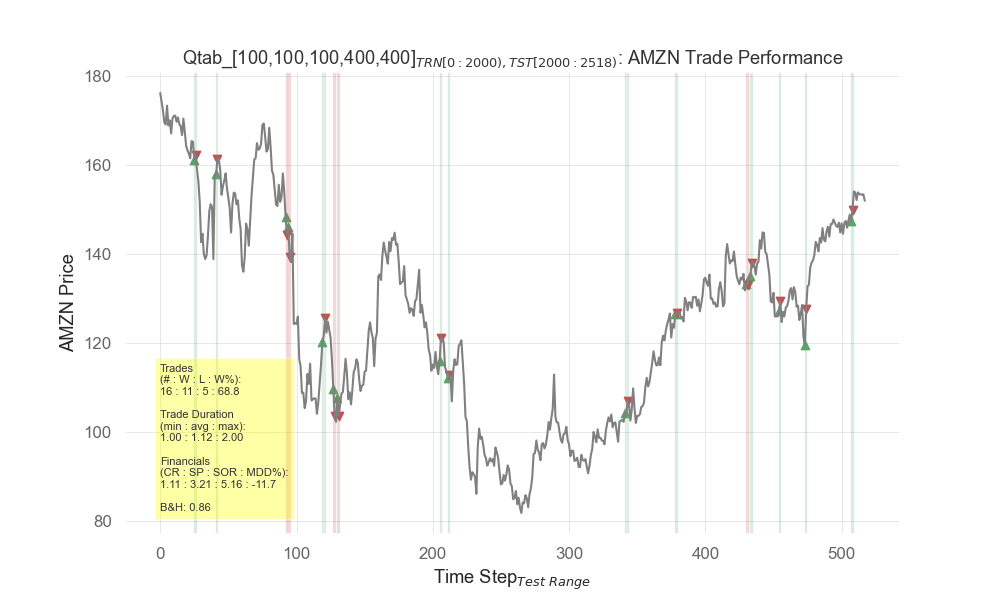 Qtab_[100,100,100,400,400]TRN[0 : 2000), TST[2000 : 2518) : AMZN Trade Performance
180
160
140
120
100
80
AMZN Price
Trades
(# : W : L : W%):
16 : 11 : 5 : 68.8
Trade Duration
(min : avg : max):
1.00 : 1.12 : 2.00
Financials
(CR : SP : SOR : MDD%):
1.11 : 3.21 : 5.16 : -11.7
B&H: 0.86
0 100 200 300 400 500
Time Step Test Range